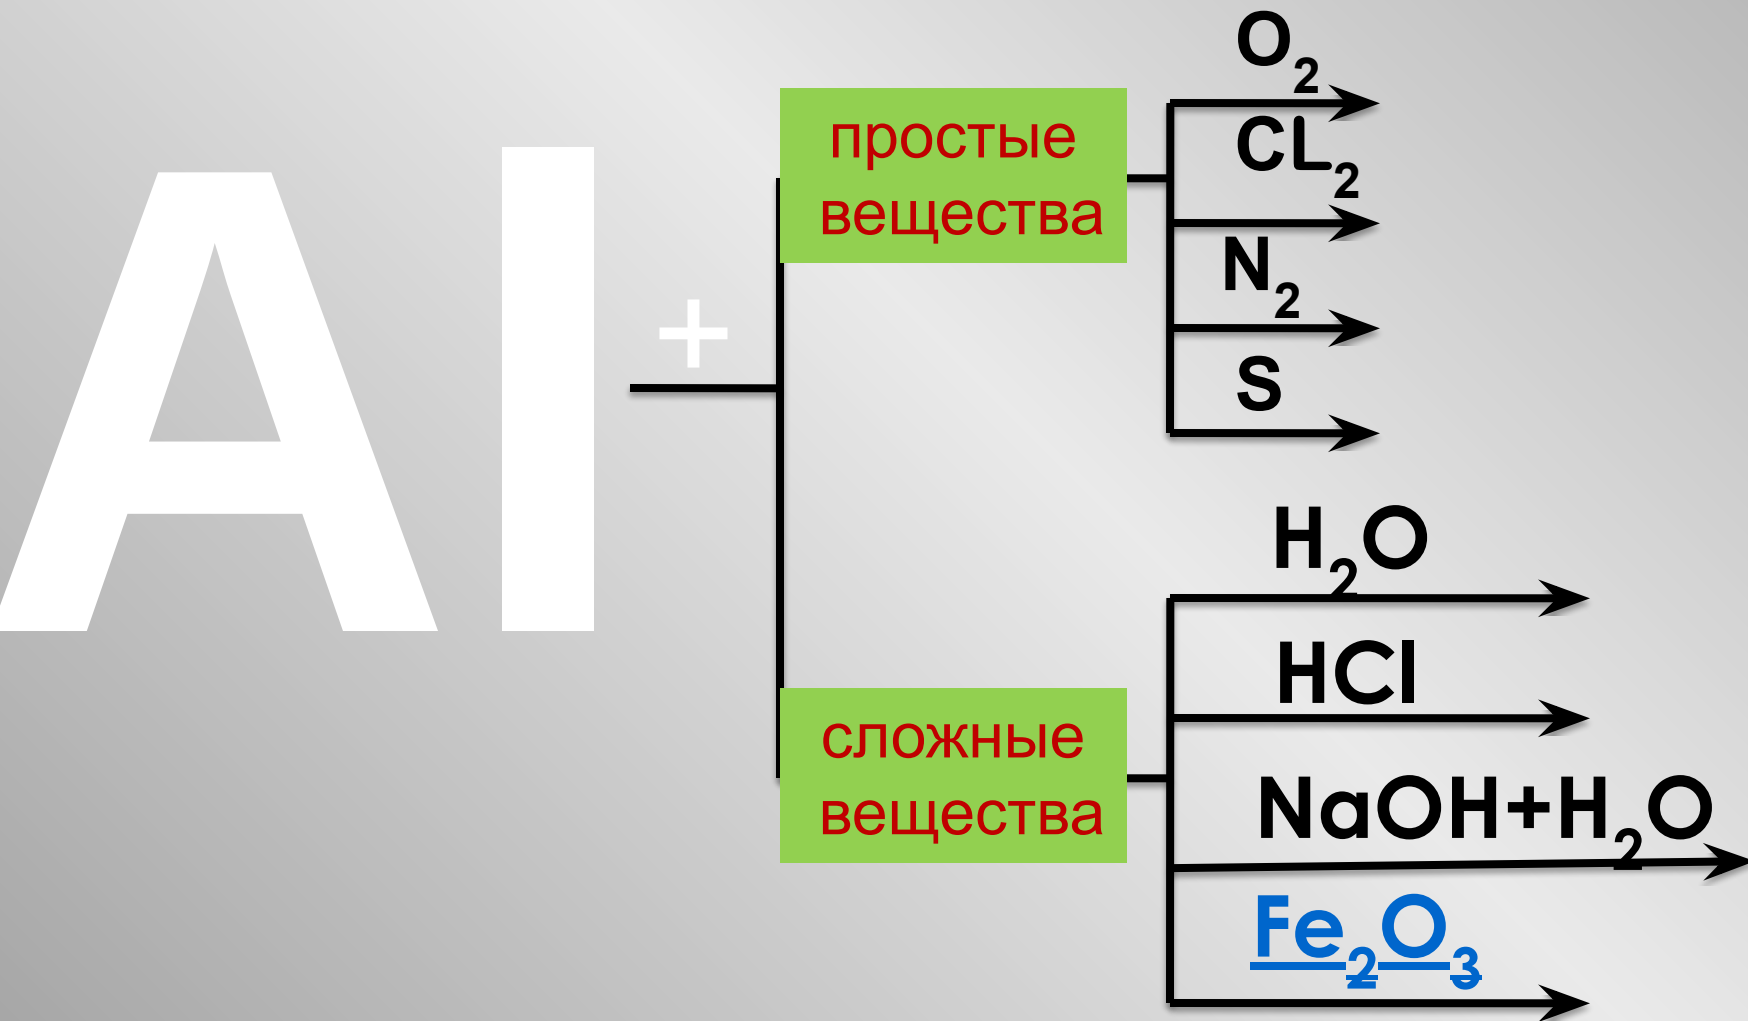 Al
+
простые
вещества
O₂
CL₂
N₂
S
сложные
вещества
H₂O
HCl
NaOH+H₂O
Fe₂O₃